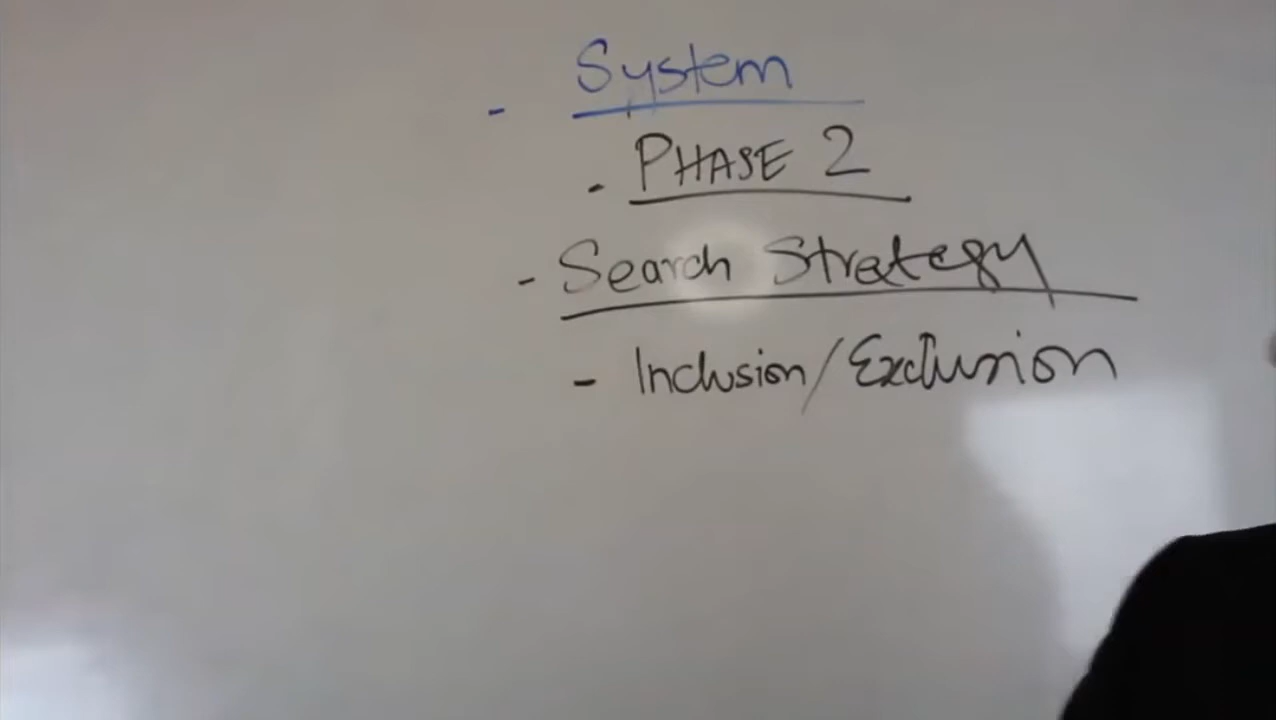 - System
- PHASE 2
- Search Strategy
- Inclusion/Exclusion